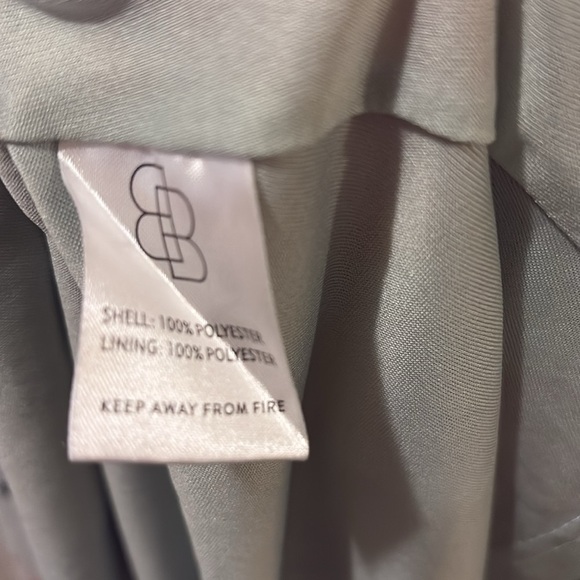 SHELL: 100% POLYESTER
LINING: 100% POLYESTER
KEEP AWAY FROM FIRE